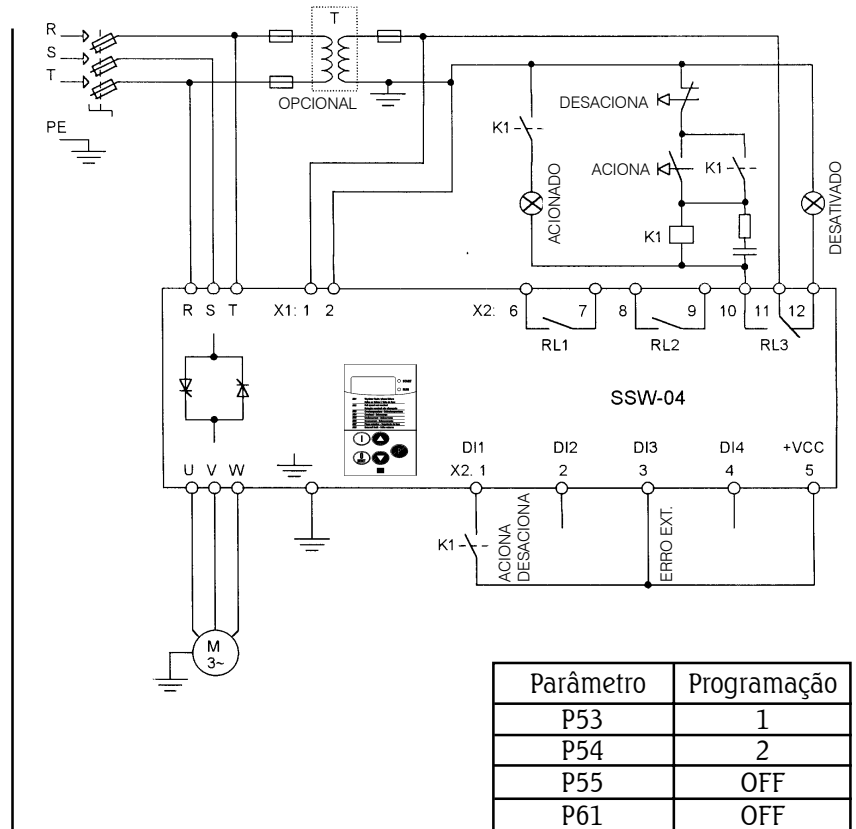 R
S
T
PE
T
OPCIONAL
DESACIONA
K1
ACIONA
K1
K1
ACIONADO
DESATIVADO
R S T X1: 1 2 X2: 6 7 8 9 10 11 12
RL1 RL2 RL3
SSW-04
DI1 DI2 DI3 DI4 +VCC
X2. 1 2 3 4 5
U V W
K1
ACIONA
DESACIONA
ERRO EXT.
M
3~
Parâmetro Programação
P53 1
P54 2
P55 OFF
P61 OFF